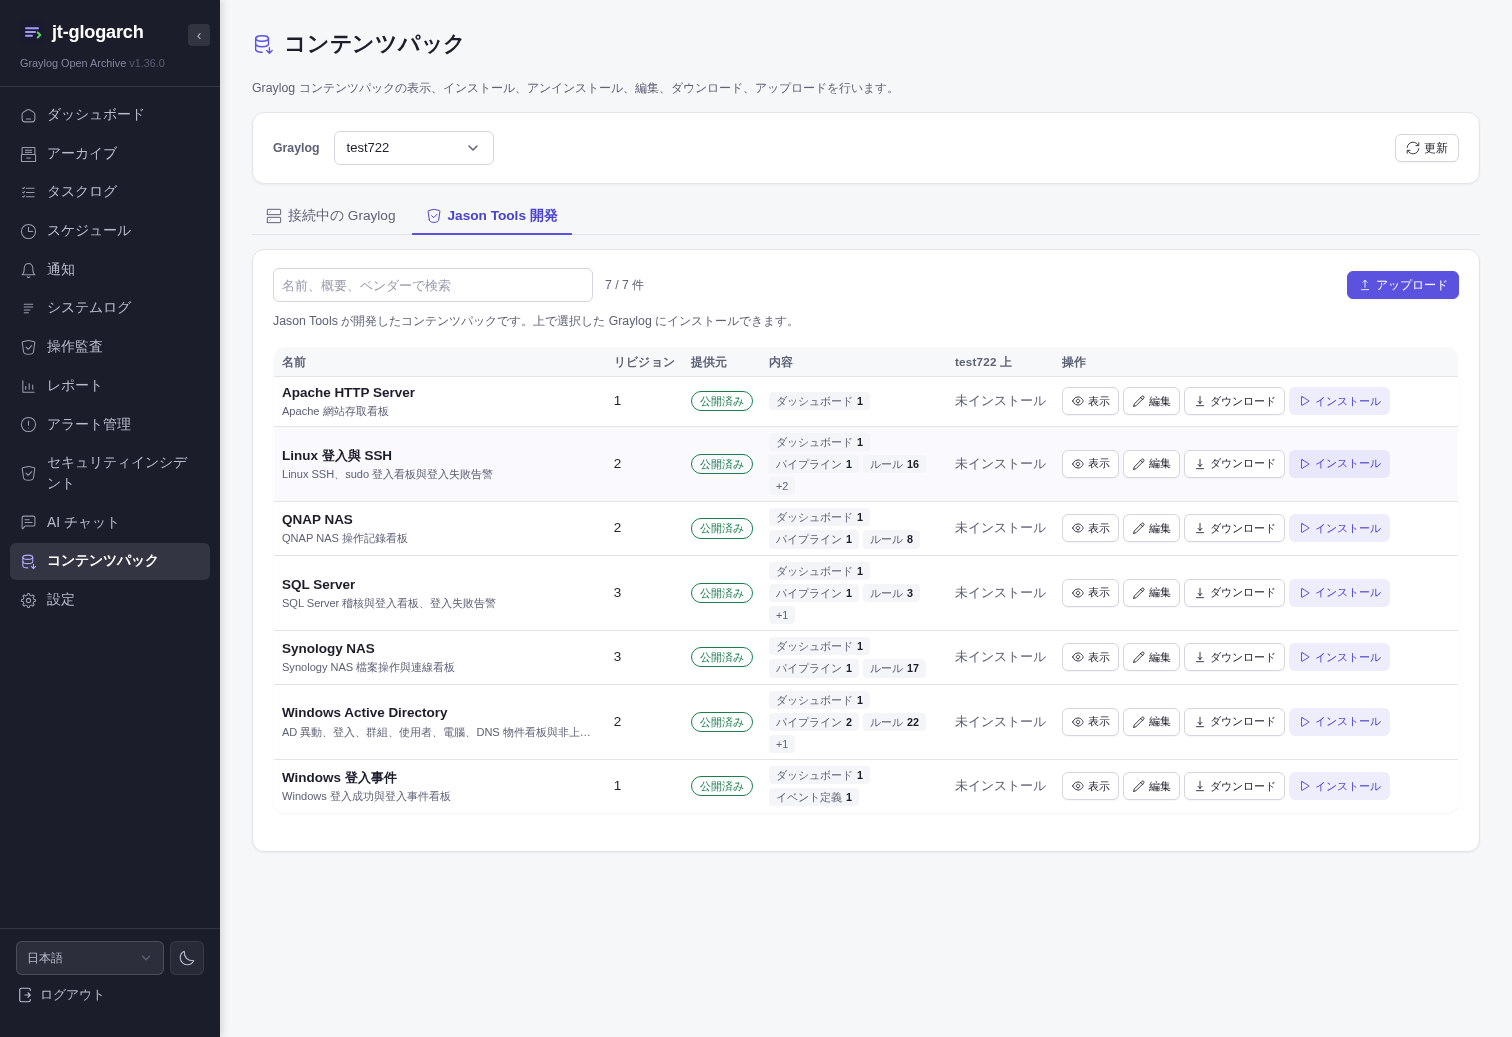 jt-glogarch
‹
Graylog Open Archive v1.36.0
ダッシュボード
アーカイブ
タスクログ
スケジュール
通知
システムログ
操作監査
レポート
アラート管理
セキュリティインシデ
ント
AI チャット
コンテンツパック
設定
日本語
ログアウト
コンテンツパック
Graylog コンテンツパックの表示、インストール、アンインストール、編集、ダウンロード、アップロードを行います。
Graylog test722 更新
接続中の Graylog Jason Tools 開発
名前、概要、ベンダーで検索 7 / 7 件 アップロード
Jason Tools が開発したコンテンツパックです。上で選択した Graylog にインストールできます。
名前 リビジョン 提供元 内容 test722 上 操作
Apache HTTP Server
Apache 網站存取看板
1 公開済み ダッシュボード 1 未インストール 表示 編集 ダウンロード インストール
Linux 登入與 SSH
Linux SSH、sudo 登入看板與登入失敗告警
2 公開済み ダッシュボード 1
パイプライン 1 ルール 16
+2
未インストール 表示 編集 ダウンロード インストール
QNAP NAS
QNAP NAS 操作記錄看板
2 公開済み ダッシュボード 1
パイプライン 1 ルール 8
未インストール 表示 編集 ダウンロード インストール
SQL Server
SQL Server 稽核與登入看板、登入失敗告警
3 公開済み ダッシュボード 1
パイプライン 1 ルール 3
+1
未インストール 表示 編集 ダウンロード インストール
Synology NAS
Synology NAS 檔案操作與連線看板
3 公開済み ダッシュボード 1
パイプライン 1 ルール 17
未インストール 表示 編集 ダウンロード インストール
Windows Active Directory
AD 異動、登入、群組、使用者、電腦、DNS 物件看板與非上…
2 公開済み ダッシュボード 1
パイプライン 2 ルール 22
+1
未インストール 表示 編集 ダウンロード インストール
Windows 登入事件
Windows 登入成功與登入事件看板
1 公開済み ダッシュボード 1
イベント定義 1
未インストール 表示 編集 ダウンロード インストール